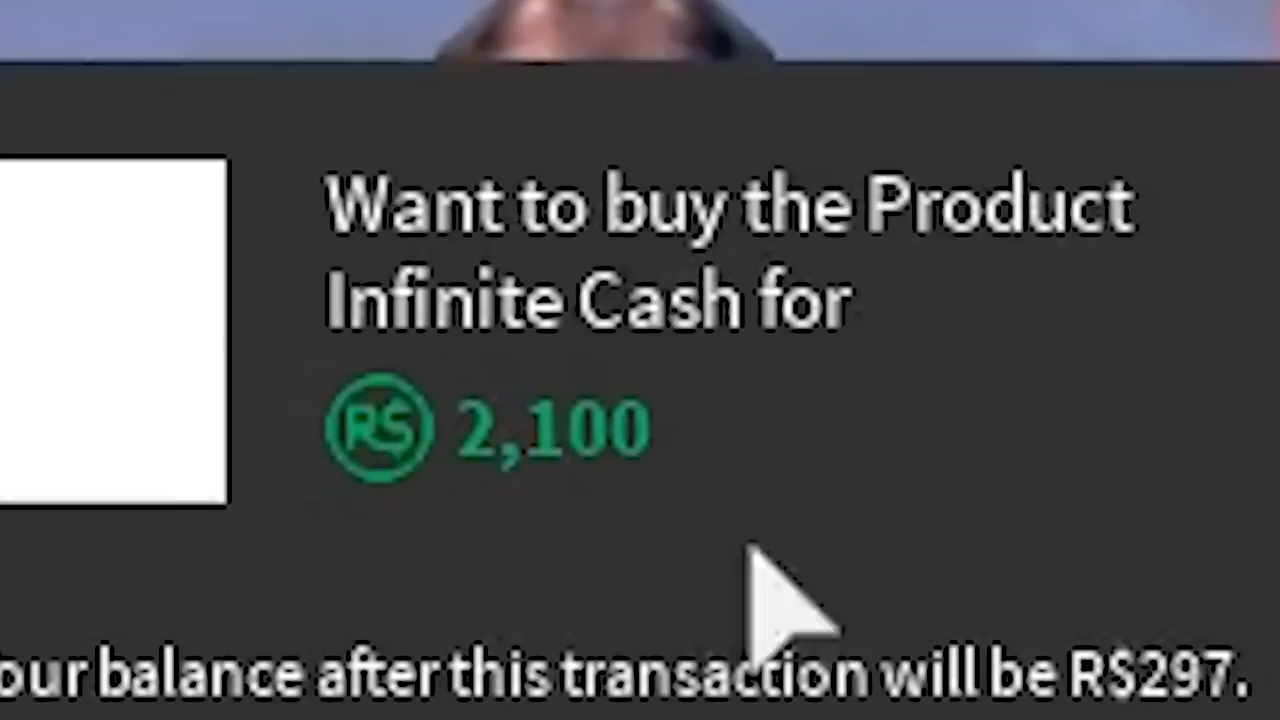 Want to buy the Product
Infinite Cash for
R$ 2,100
our balance after this transaction will be R$297.